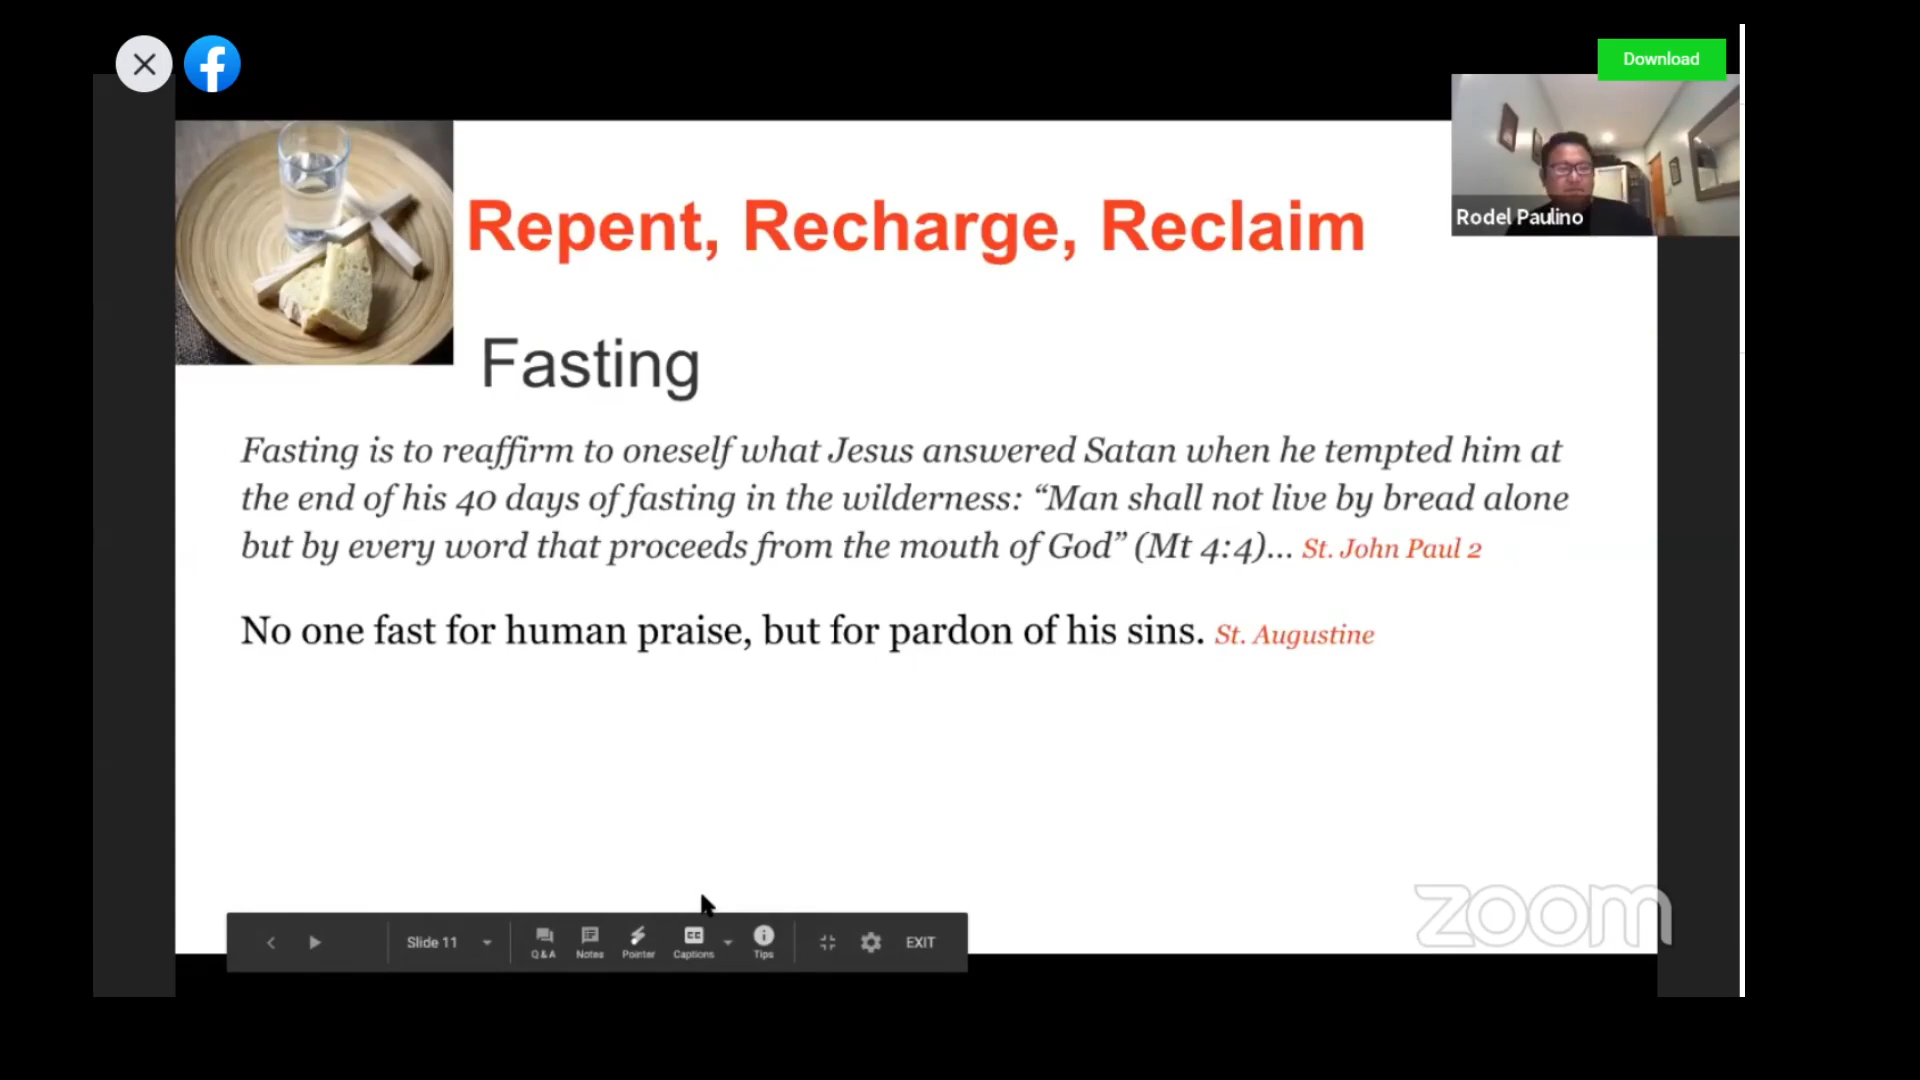 Download
Rodel Paulino
Repent, Recharge, Reclaim
Fasting
Fasting is to reaffirm to oneself what Jesus answered Satan when he tempted him at
the end of his 40 days of fasting in the wilderness: “Man shall not live by bread alone
but by every word that proceeds from the mouth of God” (Mt 4:4)... St. John Paul 2
No one fast for human praise, but for pardon of his sins. St. Augustine
zoom
Slide 11
Q&A Notes Pointer Captions Tips
EXIT